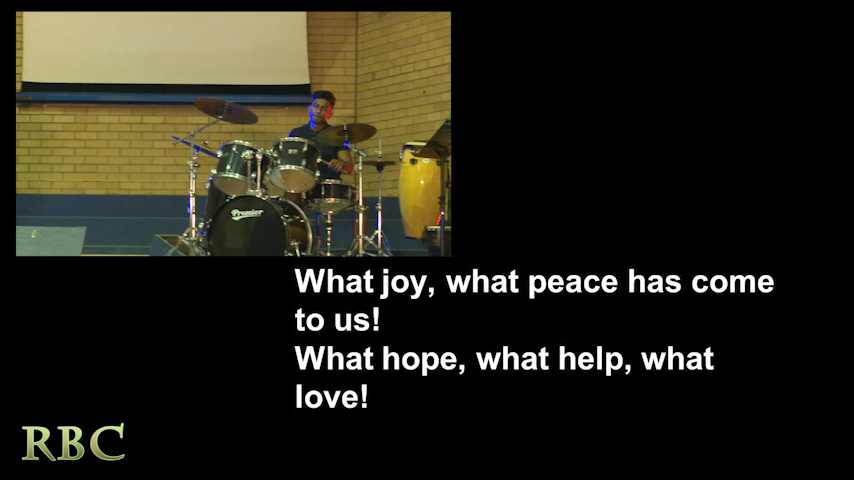 Premier
What joy, what peace has come
to us!
What hope, what help, what
love!
RBC